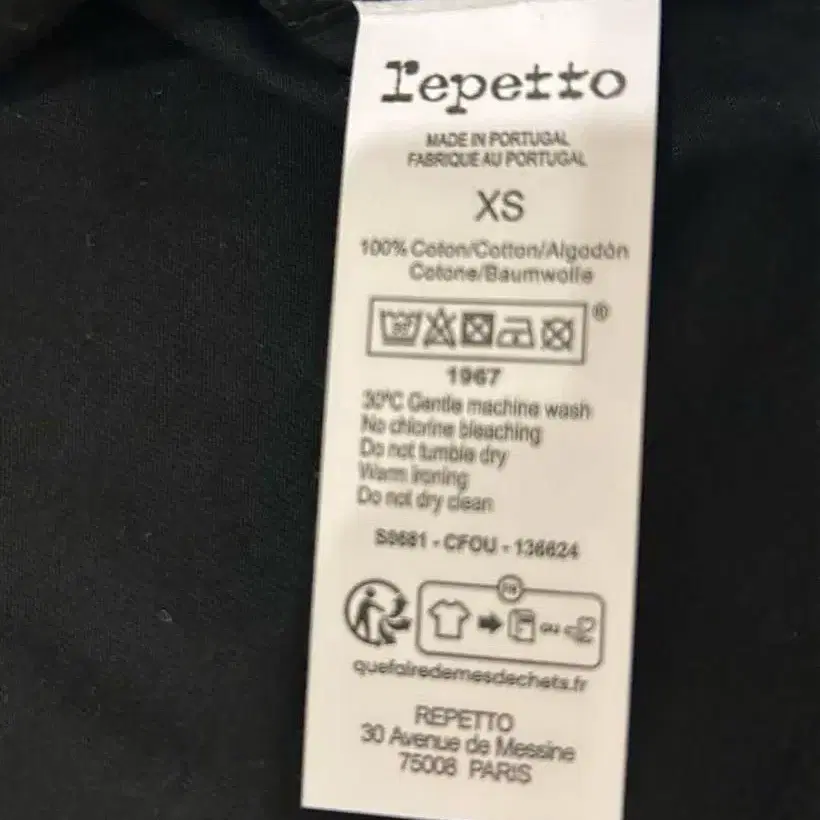 repetto
MADE IN PORTUGAL
FABRIQUE AU PORTUGAL
XS
100% Coton/Cotton/Algodón
Cotone/Baumwolle
®
1967
30°C Gentle machine wash
No chlorine bleaching
Do not tumble dry
Warm ironing
Do not dry clean
S0681 - CFOU - 136624
FR
ou
quefairedemesdechets.fr
REPETTO
30 Avenue de Messine
75008 PARIS